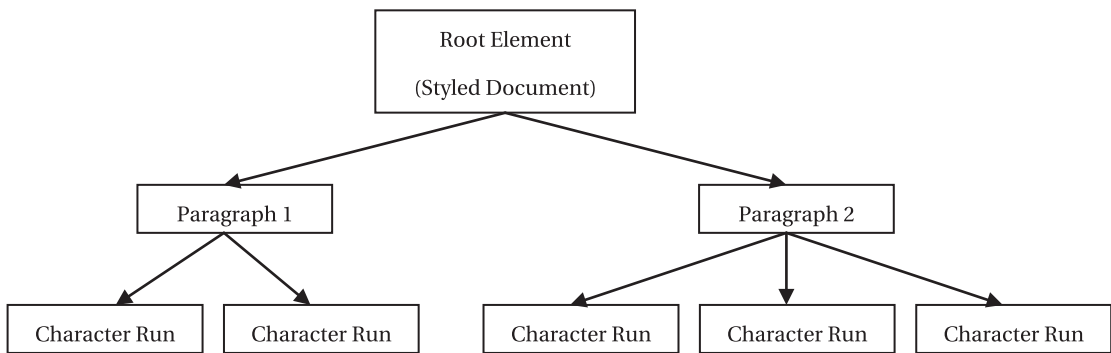 Root Element
(Styled Document)
Paragraph 1
Paragraph 2
Character Run
Character Run
Character Run
Character Run
Character Run